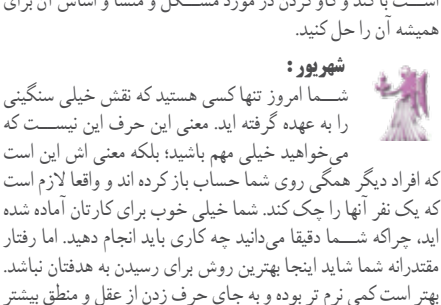 اســت با کند و کاو کردن در مورد مشــکل و منشا و اساس آن برای
همیشه آن را حل کنید.
شهریور :
شــما امروز تنها کسی هستید که نقش خیلی سنگینی
را به عهده گرفته اید. معنی این حرف این نیســت که
می‌خواهید خیلی مهم باشید؛ بلکه معنی اش این است
که افراد دیگر همگی روی شما حساب باز کرده اند و واقعا لازم است
که یک نفر آنها را چک کند. شما خیلی خوب برای کارتان آماده شده
اید، چراکه شــما دقیقا می‌دانید چه کاری باید انجام دهید. اما رفتار
مقتدرانه شما شاید اینجا بهترین روش برای رسیدن به هدفتان نباشد.
بهتر است کمی نرم تر بوده و به جای حرف زدن از عقل و منطق بیشتر